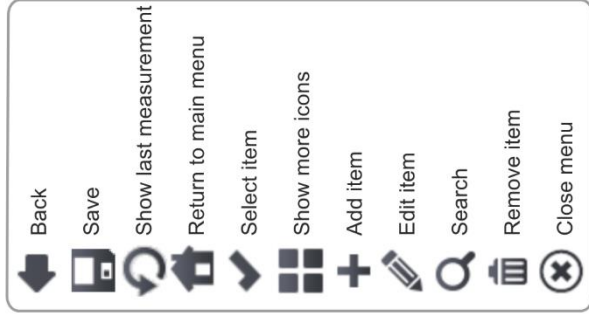 Back
Save
Show last measurement
Return to main menu
Select item
Show more icons
Add item
Edit item
Search
Remove item
Close menu